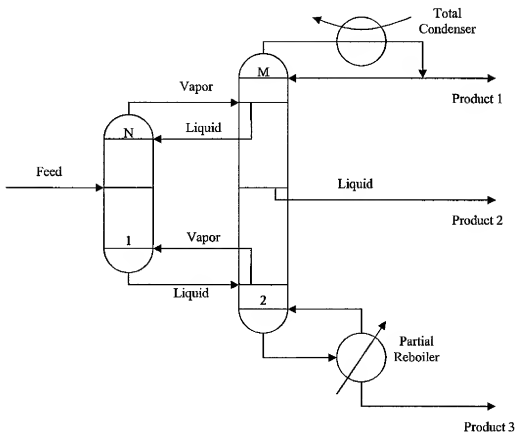 Total
Condenser
M
Vapor
Product 1
Liquid
N
Feed
Liquid
Product 2
1
Vapor
Liquid
2
Partial
Reboiler
Product 3